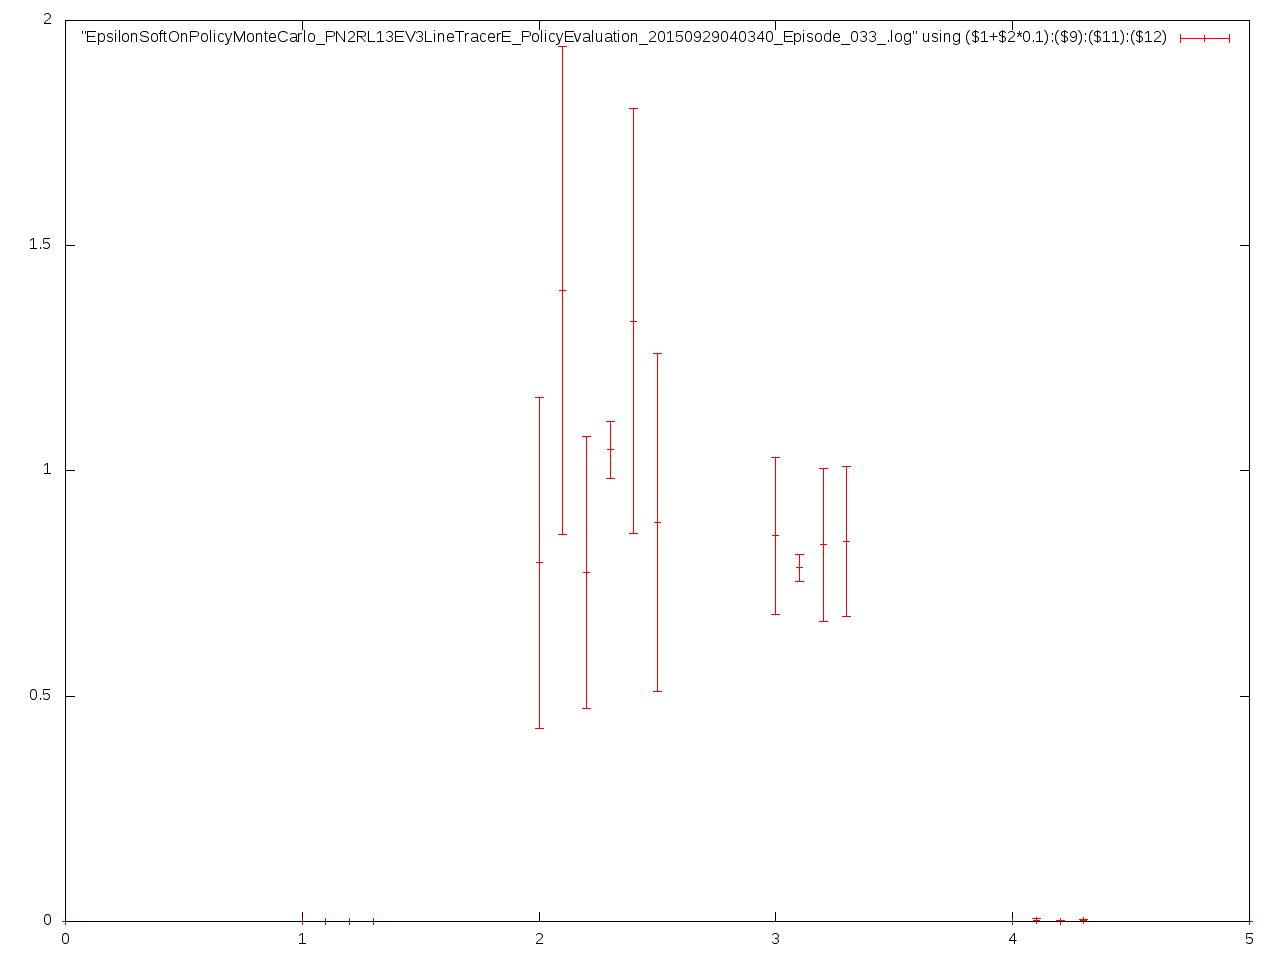 2
"EpsilonSoftOnPolicyMonteCarlo_PN2RL13EV3LineTracerE_PolicyEvaluation_20150929040340_Episode_033_.log" using ($1+$2*0.1):($9):($11):($12)
1.5
1
0.5
0
0 1 2 3 4 5